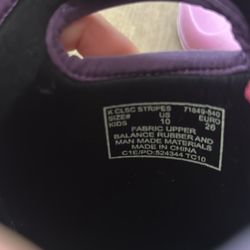 K CLSC STRIPES 71849-840
SIZE# US EURO
KIDS 10 26
FABRIC UPPER
BALANCE RUBBER AND
MAN MADE MATERIALS
MADE IN CHINA
C1E/PO:524344 TC10